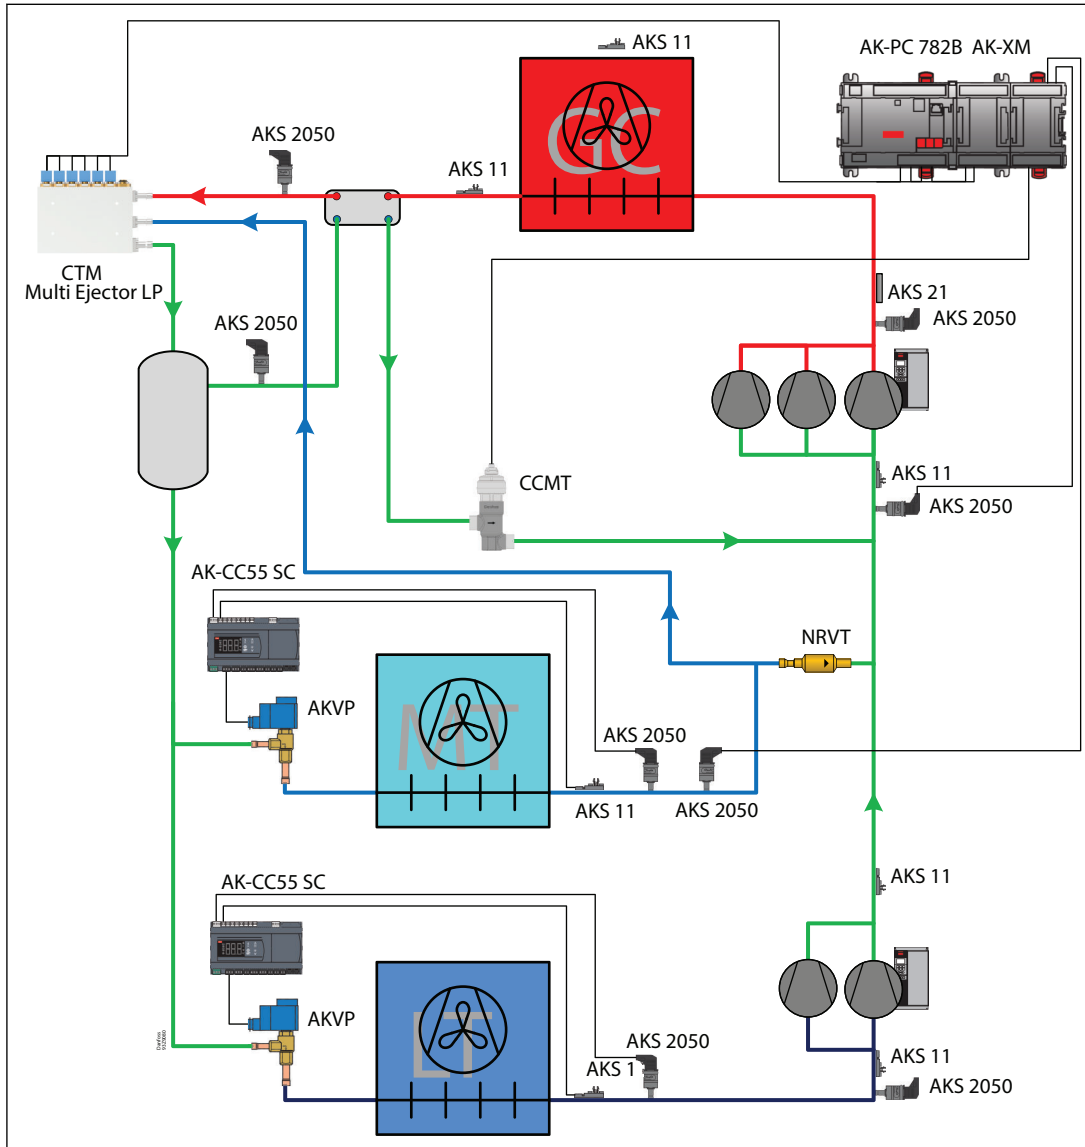 AKS 11
AK-PC 782B AK-XM
AKS 2050
GC
AKS 11
CTM
Multi Ejector LP
AKS 21
AKS 2050
AKS 2050
AKS 11
CCMT
AKS 2050
AK-CC55 SC
NRVT
AKVP
MT
AKS 2050
AKS 11
AKS 2050
AKS 11
AK-CC55 SC
AKVP
LT
AKS 2050
AKS 1
AKS 11
AKS 2050
Danfoss